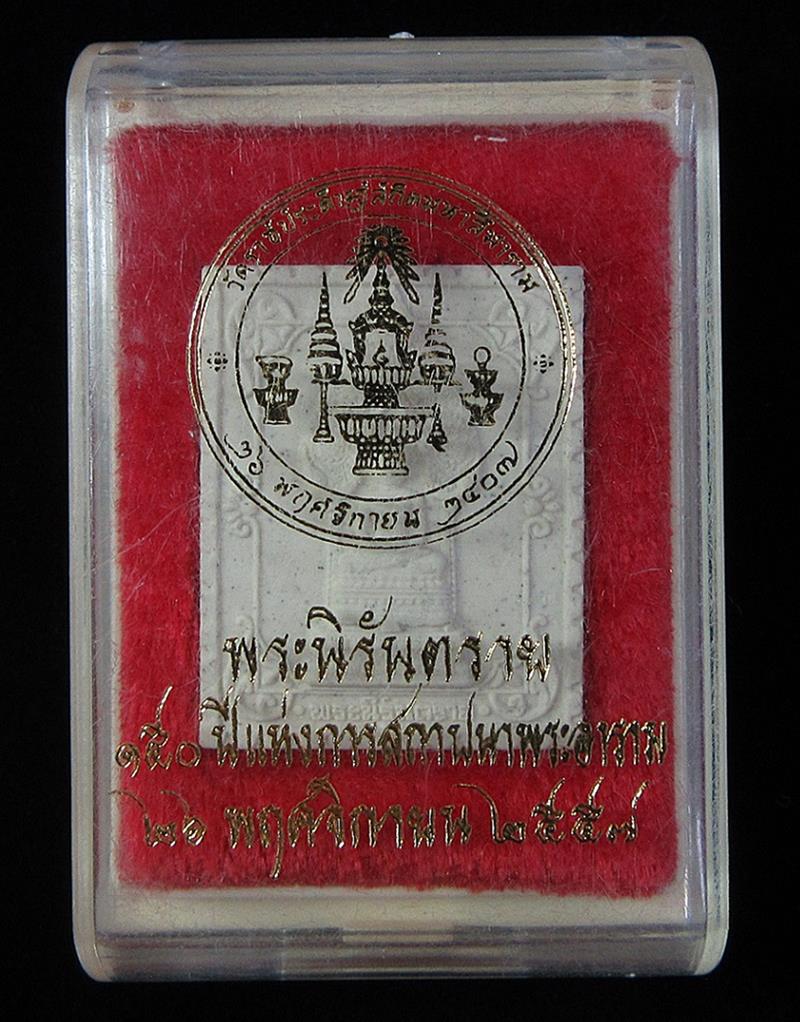 วัดราชประดิษฐ์สถิตมหาสีมาราม
๒๖ พฤศจิกายน ๒๔๐๗
พระนิรันตราย
๑๕๐ ปี แห่งการสถาปนาพระอาราม
๒๖ พฤศจิกายน ๒๕๕๗